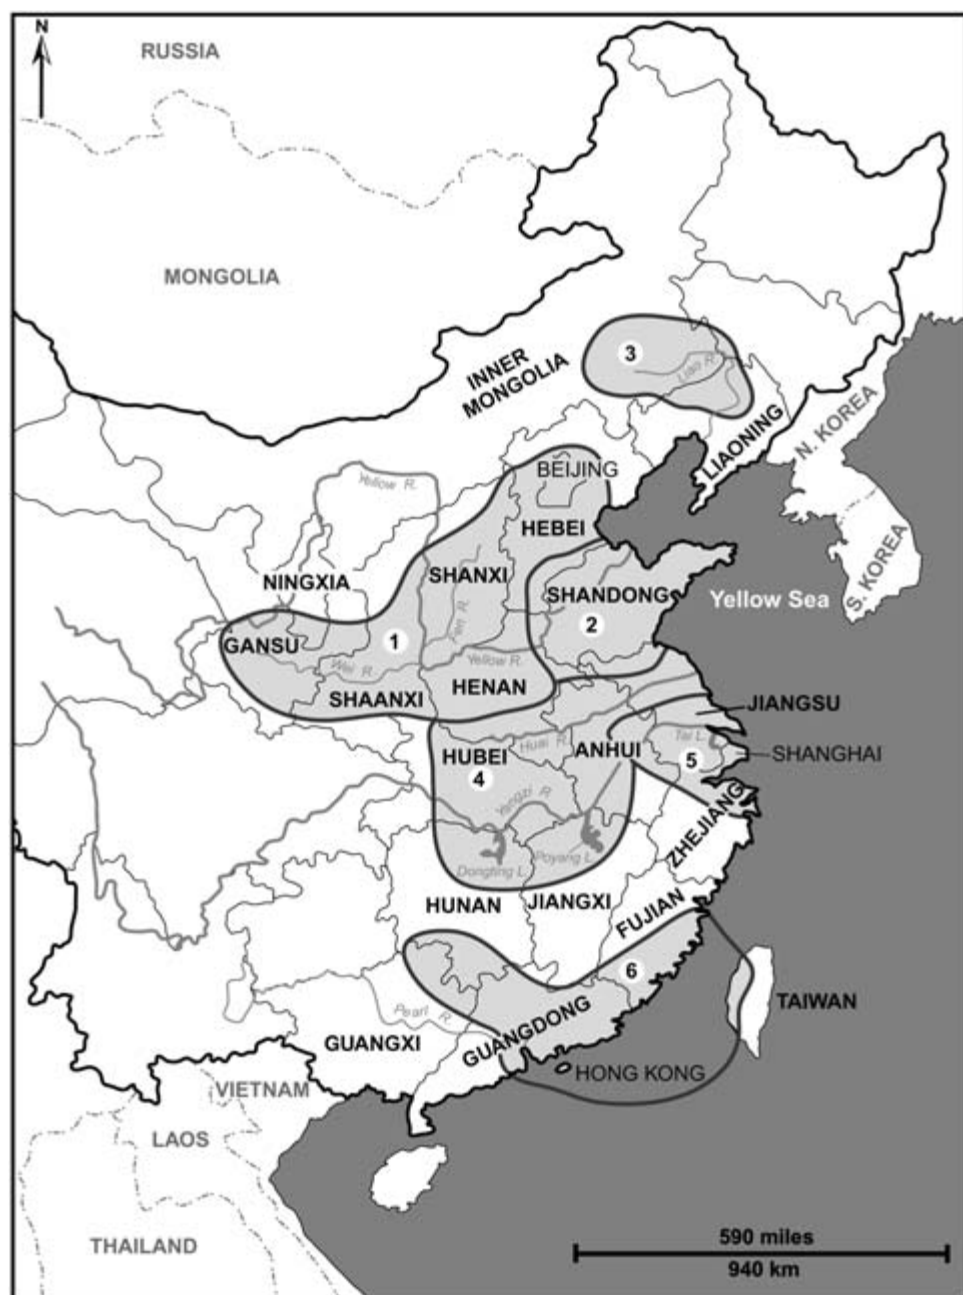 N
RUSSIA
MONGOLIA
INNER
MONGOLIA
3
Liao R.
LIAONING
N. KOREA
S. KOREA
BEIJING
HEBEI
Yellow R.
NINGXIA
SHANXI
SHANDONG
2
Yellow Sea
GANSU
1
Fen R.
Wei R.
Yellow R.
SHAANXI
HENAN
JIANGSU
HUBEI
4
Huai R.
ANHUI
Tai L.
5
SHANGHAI
Yangzi R.
ZHEJIANG
Dongting L.
Poyang L.
HUNAN
JIANGXI
FUJIAN
6
TAIWAN
Pearl R.
GUANGXI
GUANGDONG
HONG KONG
VIETNAM
LAOS
THAILAND
590 miles
940 km